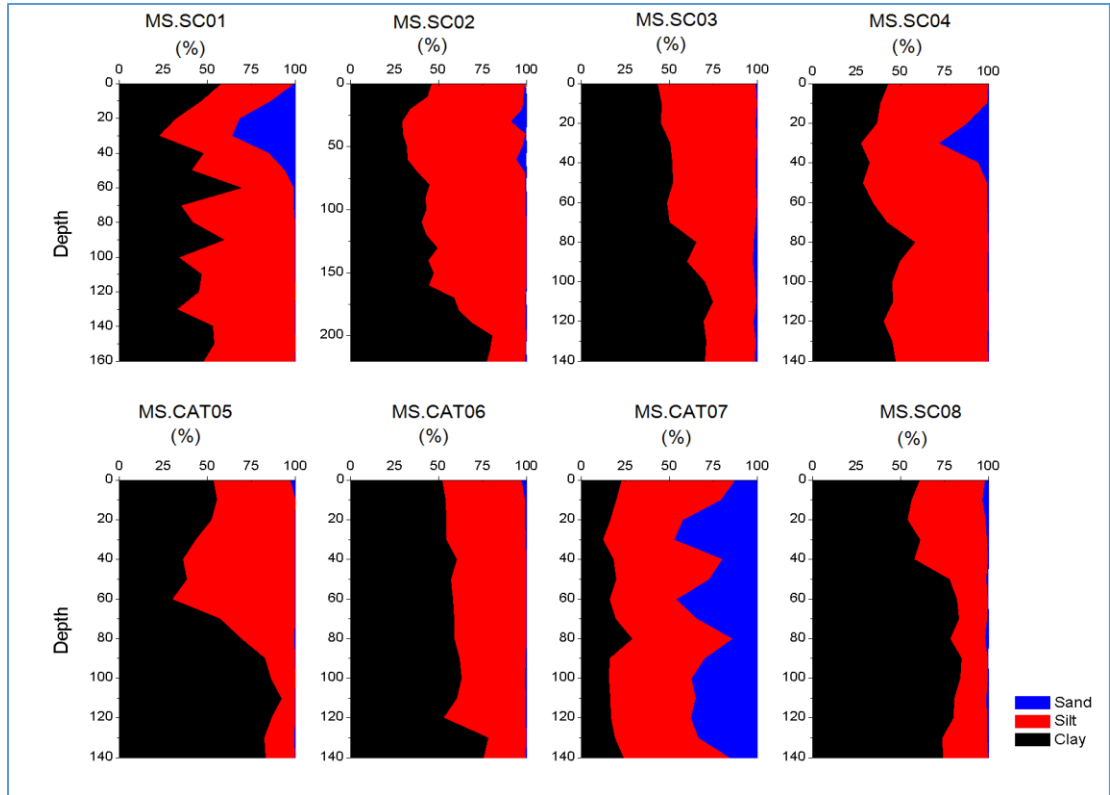 MS.SC01 MS.SC02 MS.SC03 MS.SC04
(%) (%) (%) (%)
0 25 50 75 100 0 25 50 75 100 0 25 50 75 100 0 25 50 75 100
0 0 0 0
20 50 20 20
40 100 40 40
60 150 60 60
80 200 80 80
100 100 100
120 120 120
140 140 140
160
Depth
MS.CAT05 MS.CAT06 MS.CAT07 MS.SC08
(%) (%) (%) (%)
0 25 50 75 100 0 25 50 75 100 0 25 50 75 100 0 25 50 75 100
0 0 0 0
20 20 20 20
40 40 40 40
60 60 60 60
80 80 80 80
100 100 100 100
120 120 120 120
140 140 140 140
Depth
Sand
Silt
Clay